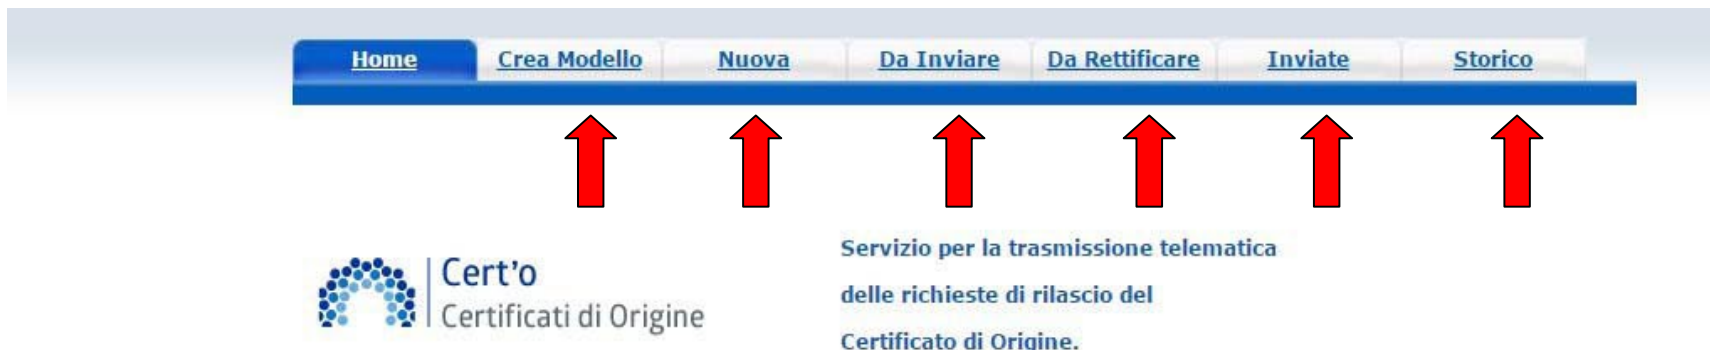 Home Crea Modello Nuova Da Inviare Da Rettificare Inviate Storico
Cert'o
Certificati di Origine
Servizio per la trasmissione telematica
delle richieste di rilascio del
Certificato di Origine.